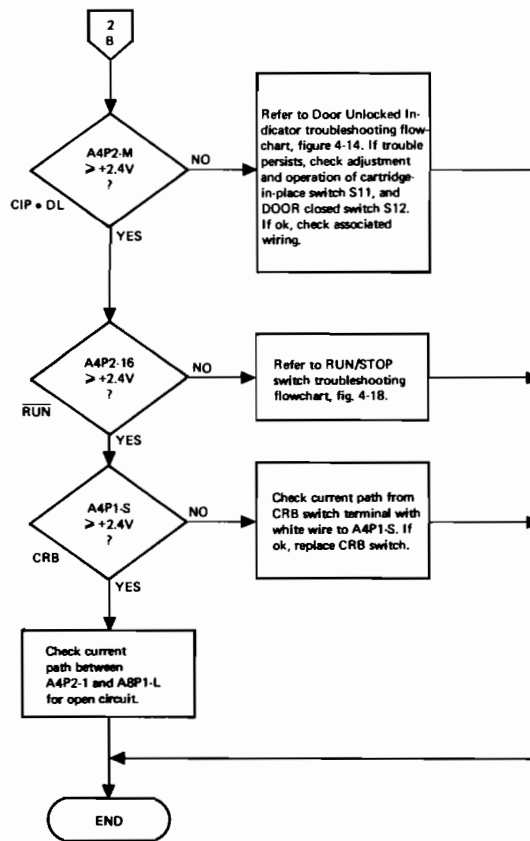 2
B
A4P2-M
≥ +2.4V
?
NO
CIP • DL
YES
Refer to Door Unlocked In-
dicator troubleshooting flow-
chart, figure 4-14. If trouble
persists, check adjustment
and operation of cartridge-
in-place switch S11, and
DOOR closed switch S12.
If ok, check associated
wiring.
A4P2-16
≥ +2.4V
?
NO
RUN
YES
Refer to RUN/STOP
switch troubleshooting
flowchart, fig. 4-18.
A4P1-S
≥ +2.4V
?
NO
CRB
YES
Check current path from
CRB switch terminal with
white wire to A4P1-S. If
ok, replace CRB switch.
Check current
path between
A4P2-1 and A8P1-L
for open circuit.
END